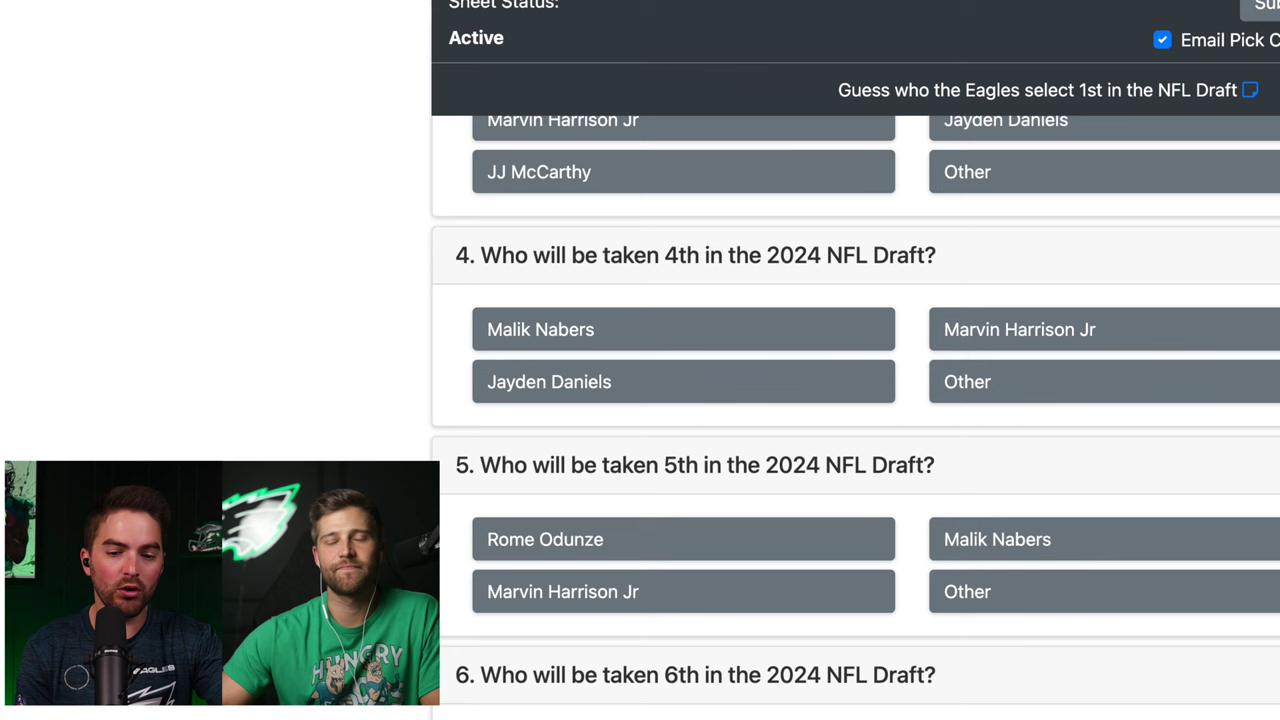 Sheet Status:
Active
Email Pick
Guess who the Eagles select 1st in the NFL Draft
Marvin Harrison Jr
Jayden Daniels
JJ McCarthy
Other
4. Who will be taken 4th in the 2024 NFL Draft?
Malik Nabers
Marvin Harrison Jr
Jayden Daniels
Other
5. Who will be taken 5th in the 2024 NFL Draft?
Rome Odunze
Malik Nabers
Marvin Harrison Jr
Other
6. Who will be taken 6th in the 2024 NFL Draft?
EAGLES
HUNGRY